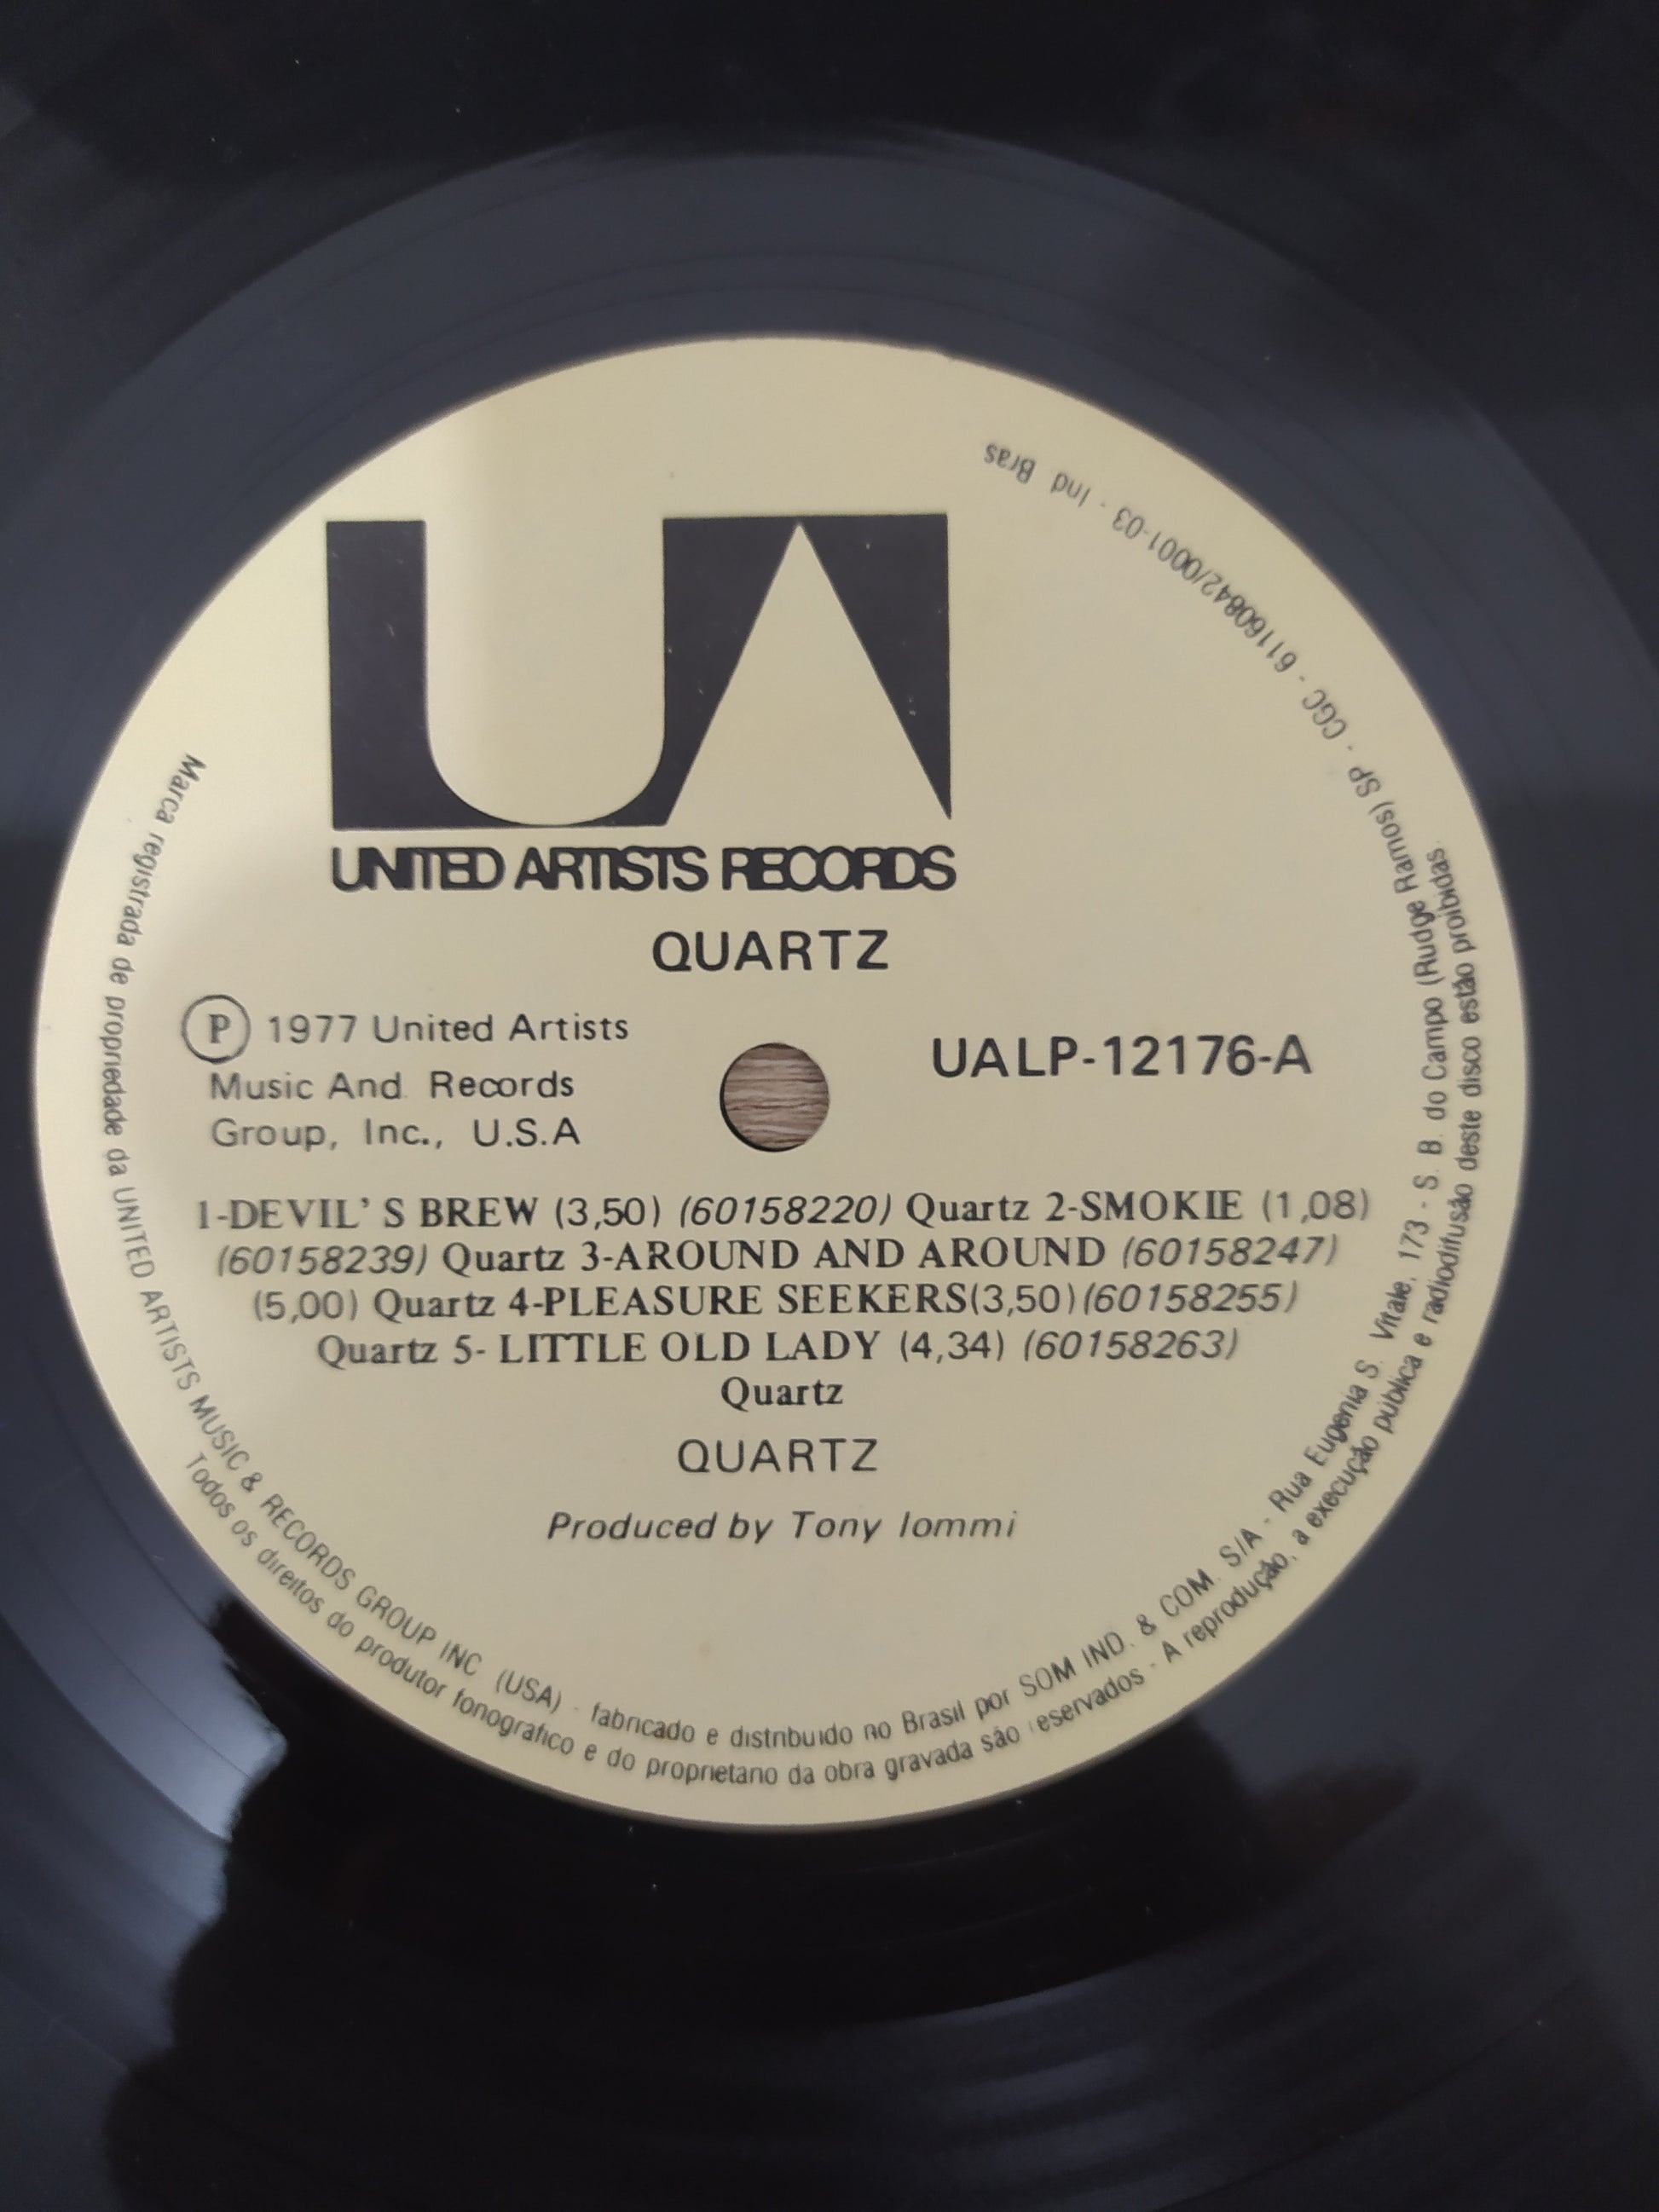 UA
UNITED ARTISTS RECORDS
QUARTZ
Ⓟ 1977 United Artists
Music And Records
Group, Inc., U.S.A
UALP-12176-A
1-DEVIL' S BREW (3,50) (60158220) Quartz 2-SMOKIE (1,08)
(60158239) Quartz 3-AROUND AND AROUND (60158247)
(5,00) Quartz 4-PLEASURE SEEKERS(3,50)(60158255)
Quartz 5- LITTLE OLD LADY (4,34) (60158263)
Quartz
QUARTZ
Produced by Tony Iommi
Marca registrada de propriedade da UNITED ARTISTS MUSIC & RECORDS GROUP INC (USA) - fabricado e distribuido no Brasil por SOM IND. & COM. S/A - Rua Eugenia S. Vitale, 173 - S. B. do Campo (Rudge Ramos) SP - CGC - 61160842/0001-03 - Ind Bras
Todos os direitos do produtor fonografico e do proprietario da obra gravada são reservados - A reprodução, a execução publica e radiodifusão deste disco estão proibidas.